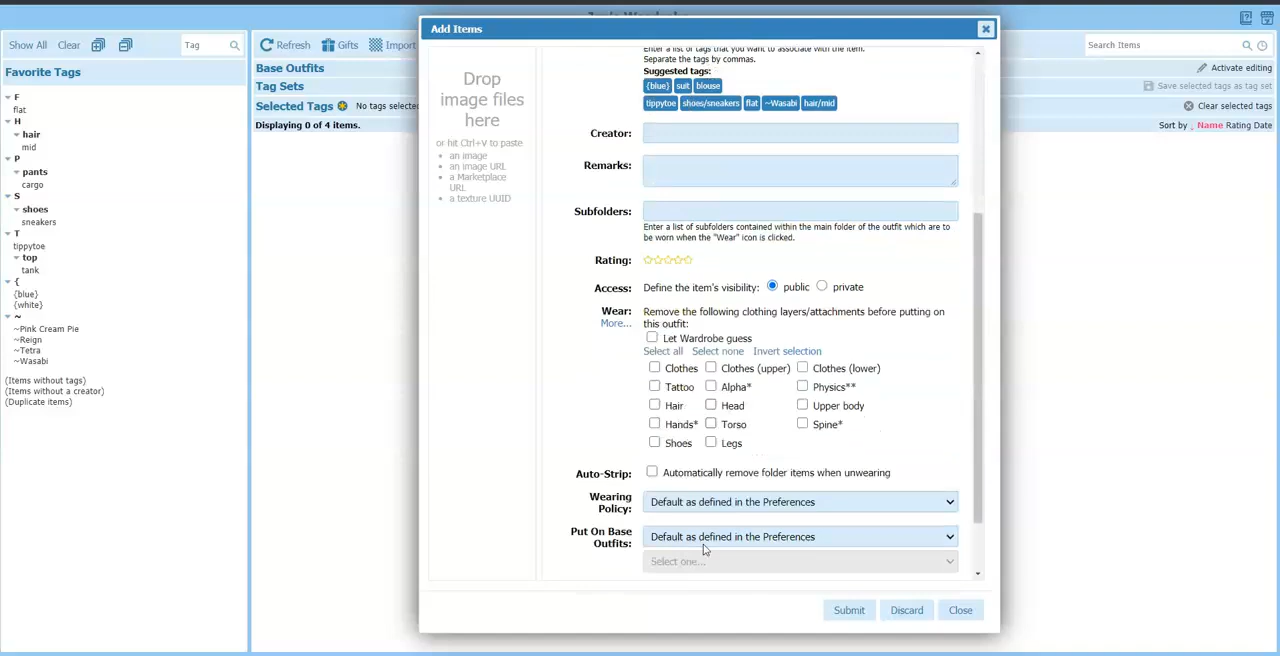 Add Items
Show All Clear Tag Refresh Gifts Import Search Items
Favorite Tags
F
flat
H
hair
mid
P
pants
cargo
S
shoes
sneakers
T
tippytoe
top
tank
{
{blue}
{white}
~
~Pink Cream Pie
~Reign
~Tetra
~Wasabi
(Items without tags)
(Items without a creator)
(Duplicate items)
Base Outfits Activate editing
Tag Sets Save selected tags as tag set
Selected Tags No tags selected Clear selected tags
Displaying 0 of 4 items. Sort by Name Rating Date
Drop
image files
here
or hit Ctrl+V to paste
an image
an image URL
a Marketplace
URL
a texture UUID
Enter a list of tags that you want to associate with the item.
Separate the tags by commas.
Suggested tags:
{blue} suit blouse
tippytoe shoes/sneakers flat ~Wasabi hair/mid
Creator:
Remarks:
Subfolders:
Enter a list of subfolders contained within the main folder of the outfit which are to
be worn when the "Wear" icon is clicked.
Rating:
Access: Define the item's visibility: public private
Wear: Remove the following clothing layers/attachments before putting on
More... this outfit:
Let Wardrobe guess
Select all Select none Invert selection
Clothes Clothes (upper) Clothes (lower)
Tattoo Alpha* Physics**
Hair Head Upper body
Hands* Torso Spine*
Shoes Legs
Auto-Strip: Automatically remove folder items when unwearing
Wearing
Policy: Default as defined in the Preferences
Put On Base
Outfits: Default as defined in the Preferences
Select one...
Submit Discard Close